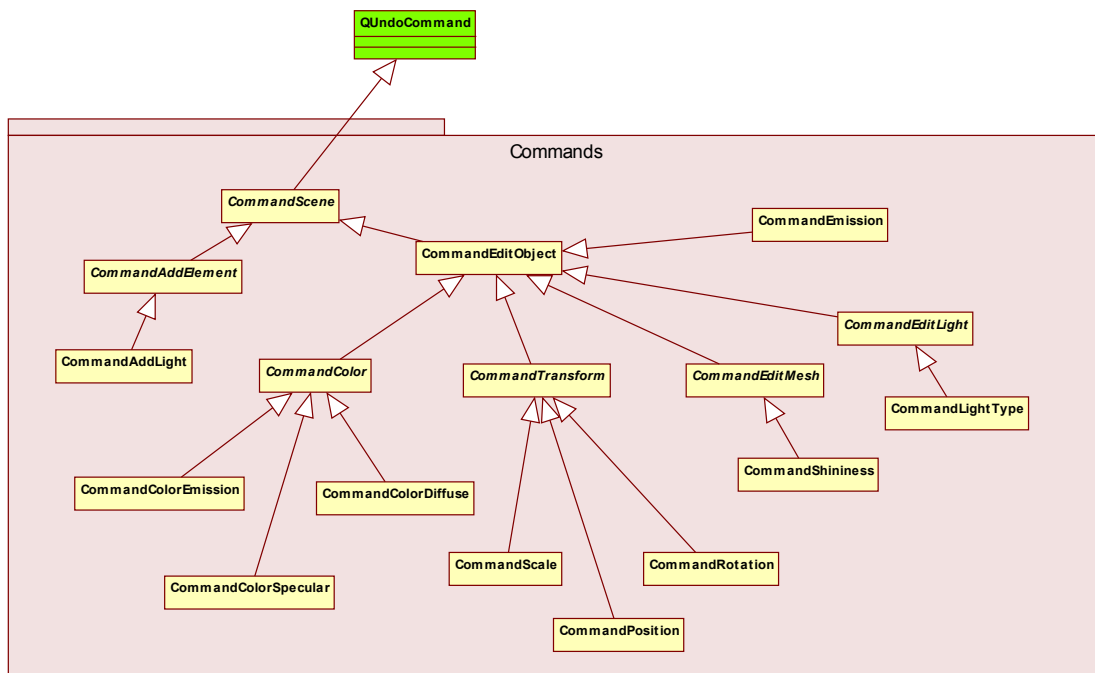 QUndoCommand
Commands
CommandScene
CommandEmission
CommandEditObject
CommandAddElement
CommandEditLight
CommandAddLight
CommandColor
CommandTransform
CommandEditMesh
CommandLightType
CommandShininess
CommandColorEmission
CommandColorDiffuse
CommandScale
CommandRotation
CommandColorSpecular
CommandPosition